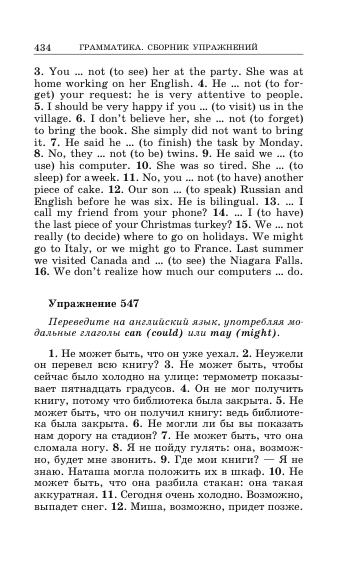 434 ГРАММАТИКА. СБОРНИК УПРАЖНЕНИЙ
3. You ... not (to see) her at the party. She was at
home working on her English. 4. He ... not (to for-
get) your request: he is very attentive to people.
5. I should be very happy if you ... (to visit) us in the
village. 6. I don't believe her, she ... not (to forget)
to bring the book. She simply did not want to bring
it. 7. He said he ... (to finish) the task by Monday.
8. No, they ... not (to be) twins. 9. He said we ... (to
use) his computer. 10. She was so tired. She ... (to
sleep) for a week. 11. No, you ... not (to have) another
piece of cake. 12. Our son ... (to speak) Russian and
English before he was six. He is bilingual. 13. ... I
call my friend from your phone? 14. ... I (to have)
the last piece of your Christmas turkey? 15. We ... not
really (to decide) where to go on holidays. We might
go to Italy, or we might go to France. Last summer
we visited Canada and ... (to see) the Niagara Falls.
16. We don't realize how much our computers ... do.
Упражнение 547
Переведите на английский язык, употребляя мо-
дальные глаголы can (could) или may (might).
1. Не может быть, что он уже уехал. 2. Неужели
он перевел всю книгу? 3. Не может быть, чтобы
сейчас было холодно на улице: термометр показы-
вает пятнадцать градусов. 4. Он не мог получить
книгу, потому что библиотека была закрыта. 5. Не
может быть, что он получил книгу: ведь библиоте-
ка была закрыта. 6. Не могли ли бы вы показать
нам дорогу на стадион? 7. Не может быть, что она
сломала ногу. 8. Я не пойду гулять: она, возмож-
но, будет мне звонить. 9. Где мои книги? — Я не
знаю. Наташа могла положить их в шкаф. 10. Не
может быть, что она разбила стакан: она такая
аккуратная. 11. Сегодня очень холодно. Возможно,
выпадет снег. 12. Миша, возможно, придет позже.